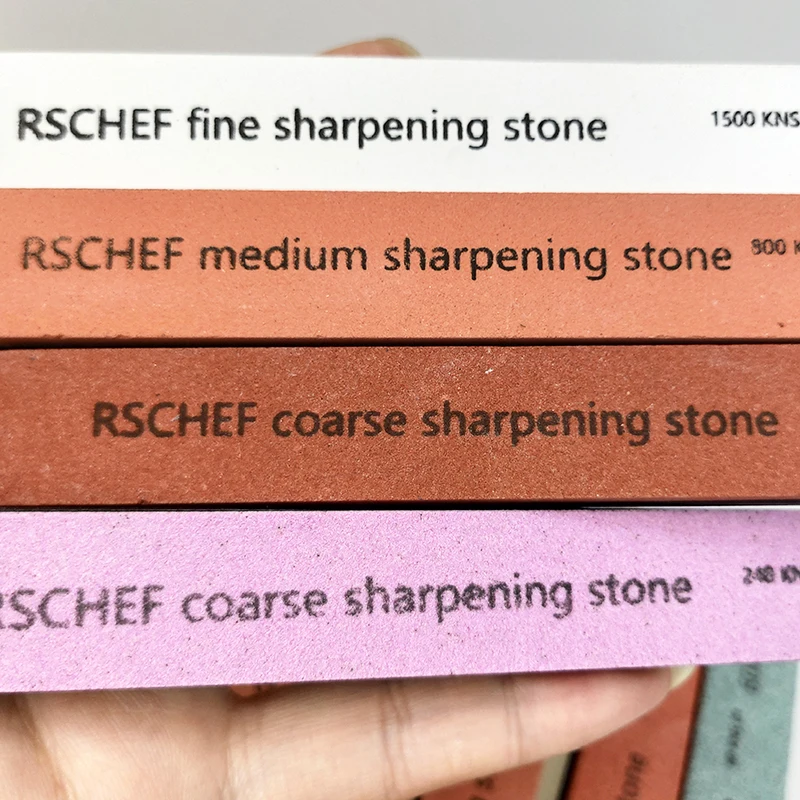 RSCHEF fine sharpening stone 1500 KNS
RSCHEF medium sharpening stone 800 K
RSCHEF coarse sharpening stone
RSCHEF coarse sharpening stone 240 KN